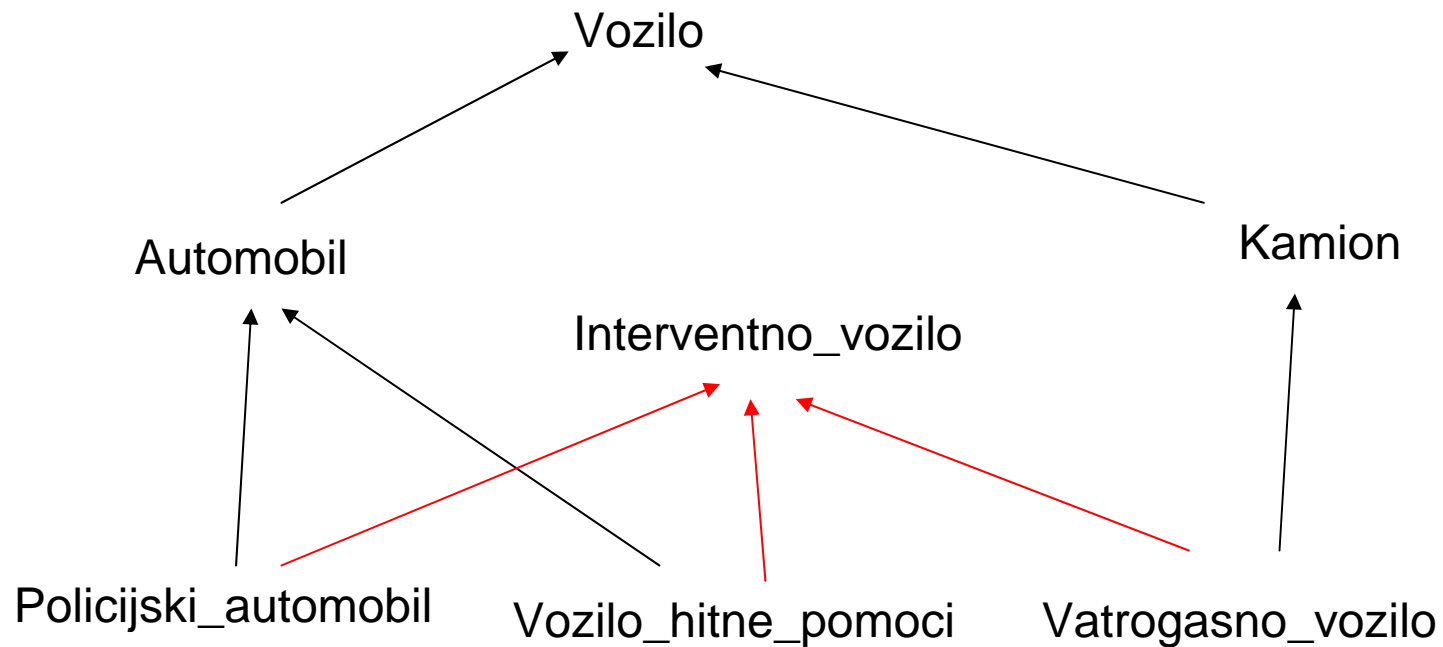 Vozilo
Automobil
Kamion
Interventno_vozilo
Policijski_automobil
Vozilo_hitne_pomoci
Vatrogasno_vozilo